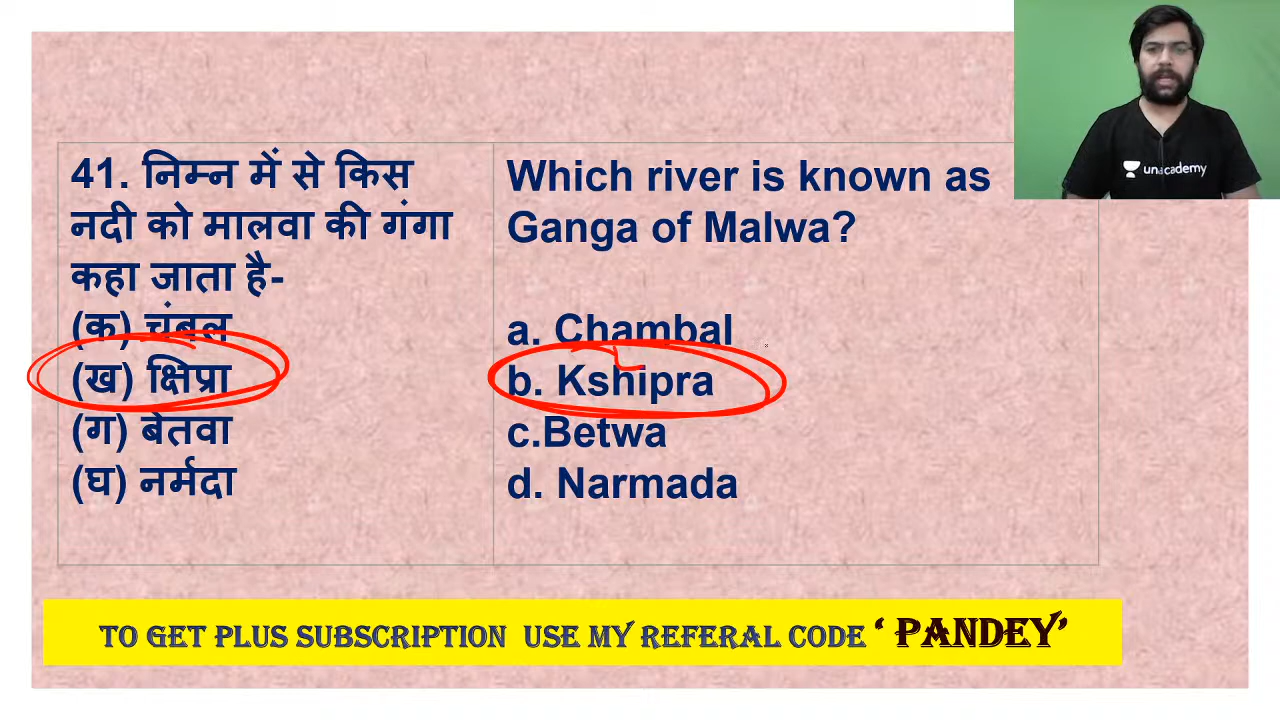 41. निम्न में से किस
नदी को मालवा की गंगा
कहा जाता है-
(क) चंबल
(ख) क्षिप्रा
(ग) बेतवा
(घ) नर्मदा
Which river is known as
Ganga of Malwa?
a. Chambal
b. Kshipra
c.Betwa
d. Narmada
unacademy
TO GET PLUS SUBSCRIPTION USE MY REFERAL CODE ‘ PANDEY’